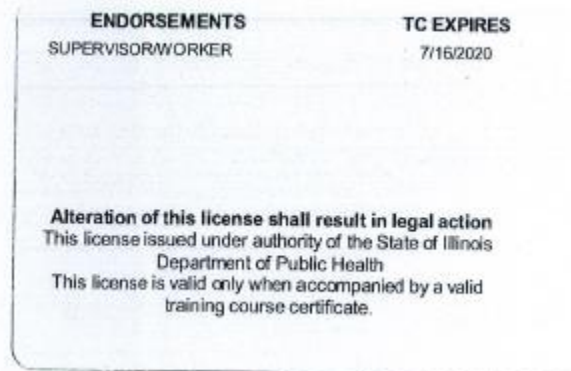 ENDORSEMENTS TC EXPIRES
SUPERVISOR/WORKER 7/16/2020
Alteration of this license shall result in legal action
This license issued under authority of the State of Illinois
Department of Public Health
This license is valid only when accompanied by a valid
training course certificate.